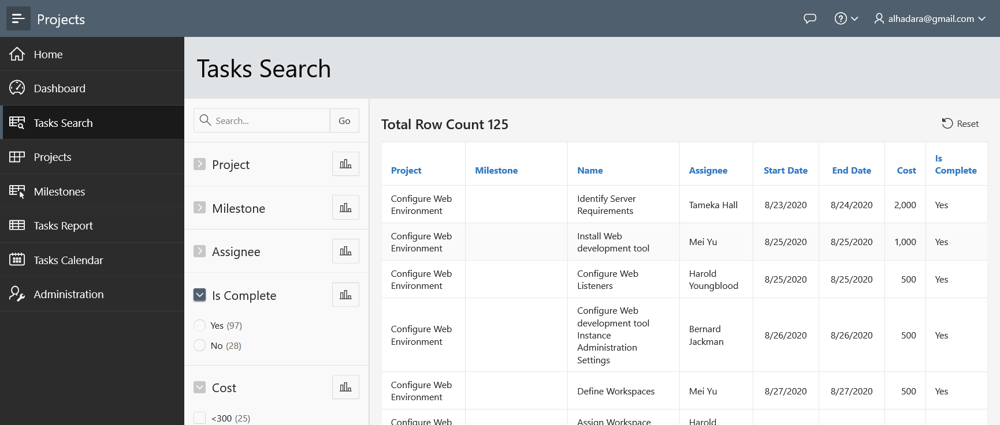 Projects
alhadara@gmail.com
Home
Dashboard
Tasks Search
Projects
Milestones
Tasks Report
Tasks Calendar
Administration
Tasks Search
Search...
Go
Project
Milestone
Assignee
Is Complete
Yes (97)
No (28)
Cost
<300 (25)
Total Row Count 125
Reset
Project Milestone Name Assignee Start Date End Date Cost Is
Complete
Configure Web
Environment
Identify Server
Requirements
Tameka Hall 8/23/2020 8/24/2020 2,000 Yes
Configure Web
Environment
Install Web
development tool
Mei Yu 8/25/2020 8/25/2020 1,000 Yes
Configure Web
Environment
Configure Web
Listeners
Harold
Youngblood
8/25/2020 8/25/2020 500 Yes
Configure Web
Environment
Configure Web
development tool
Instance
Administration
Settings
Bernard
Jackman
8/26/2020 8/26/2020 500 Yes
Configure Web
Environment
Define Workspaces Mei Yu 8/27/2020 8/27/2020 500 Yes
Configure Web Assign Workspace Harold